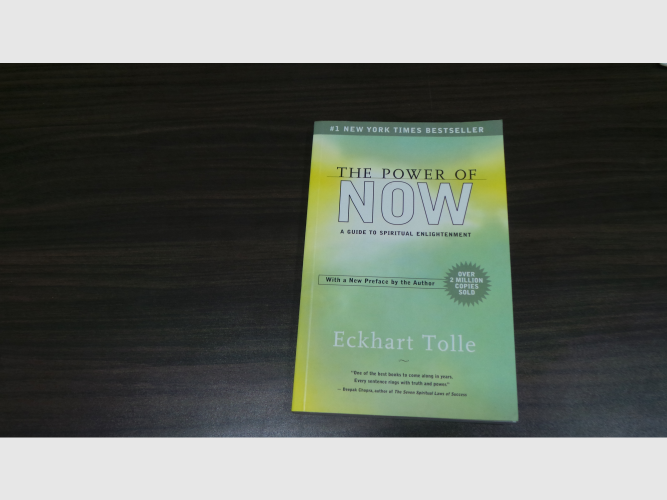 #1 NEW YORK TIMES BESTSELLER
THE POWER OF
NOW
A GUIDE TO SPIRITUAL ENLIGHTENMENT
With a New Preface by the Author
OVER
2 MILLION
COPIES
SOLD
Eckhart Tolle
"One of the best books to come along in years.
Every sentence rings with truth and power."
— Deepak Chopra, author of The Seven Spiritual Laws of Success